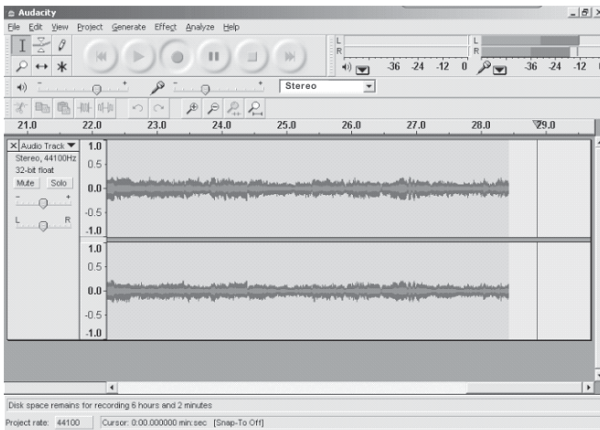 Audacity
File Edit View Project Generate Effect Analyze Help
L
R
-36 -24 -12 0
L
R
-36 -24 -12
- +
- +
Stereo
21.0 22.0 23.0 24.0 25.0 26.0 27.0 28.0 29.0
X Audio Track
Stereo, 44100Hz
32-bit float
Mute Solo
- +
L R
1.0
0.5
0.0
-0.5
-1.0
1.0
0.5
0.0
-0.5
-1.0
Disk space remains for recording 6 hours and 2 minutes
Project rate: 44100 Cursor: 0:00.000000 min:sec [Snap-To Off]